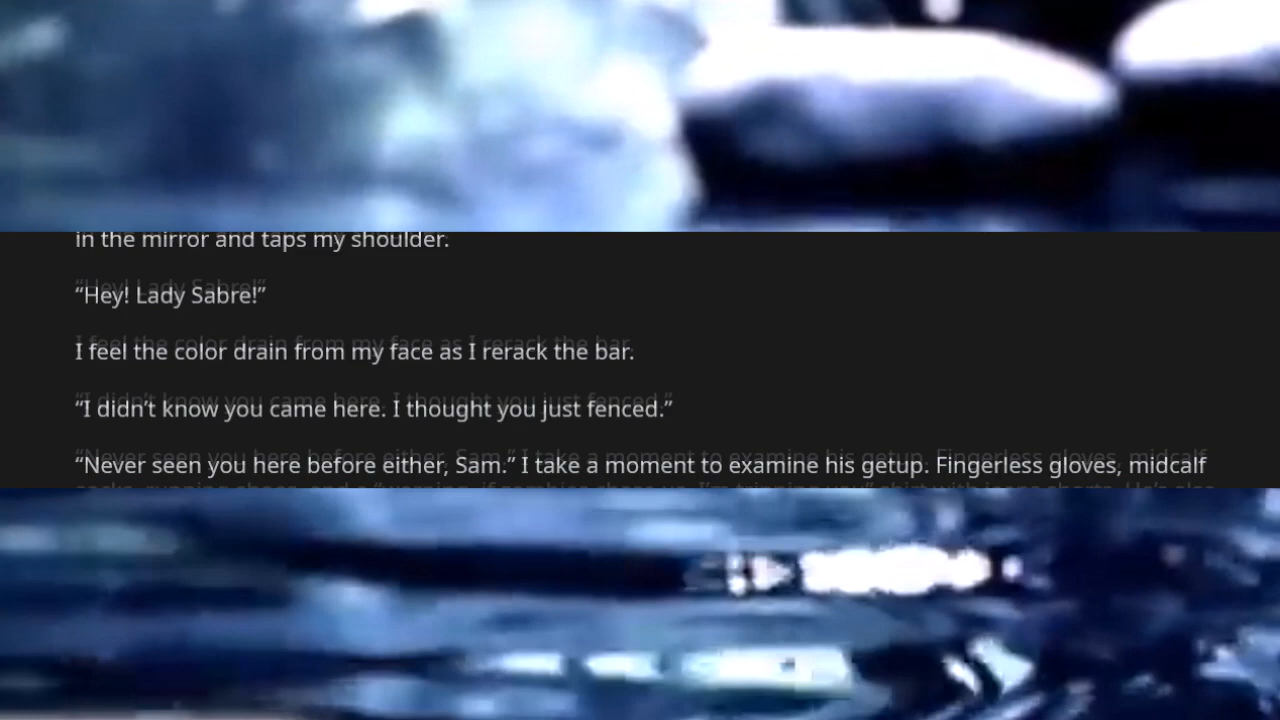 in the mirror and taps my shoulder.
“Hey! Lady Sabre!”
I feel the color drain from my face as I rerack the bar.
“I didn’t know you came here. I thought you just fenced.”
“Never seen you here before either, Sam.” I take a moment to examine his getup. Fingerless gloves, midcalf